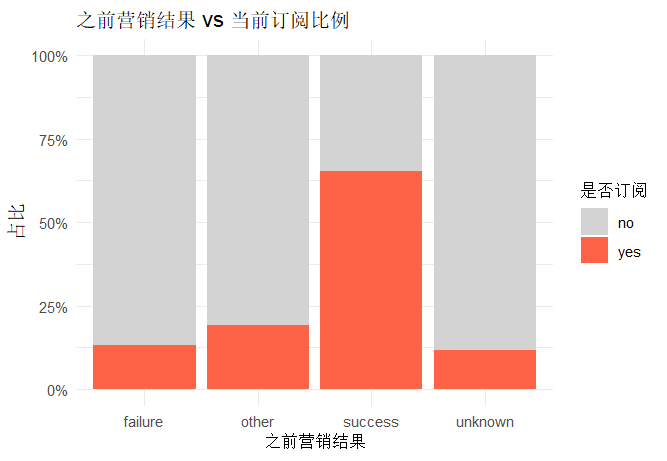 之前营销结果 vs 当前订阅比例
占比
100%
75%
50%
25%
0%
failure
other
success
unknown
之前营销结果
是否订阅
no
yes